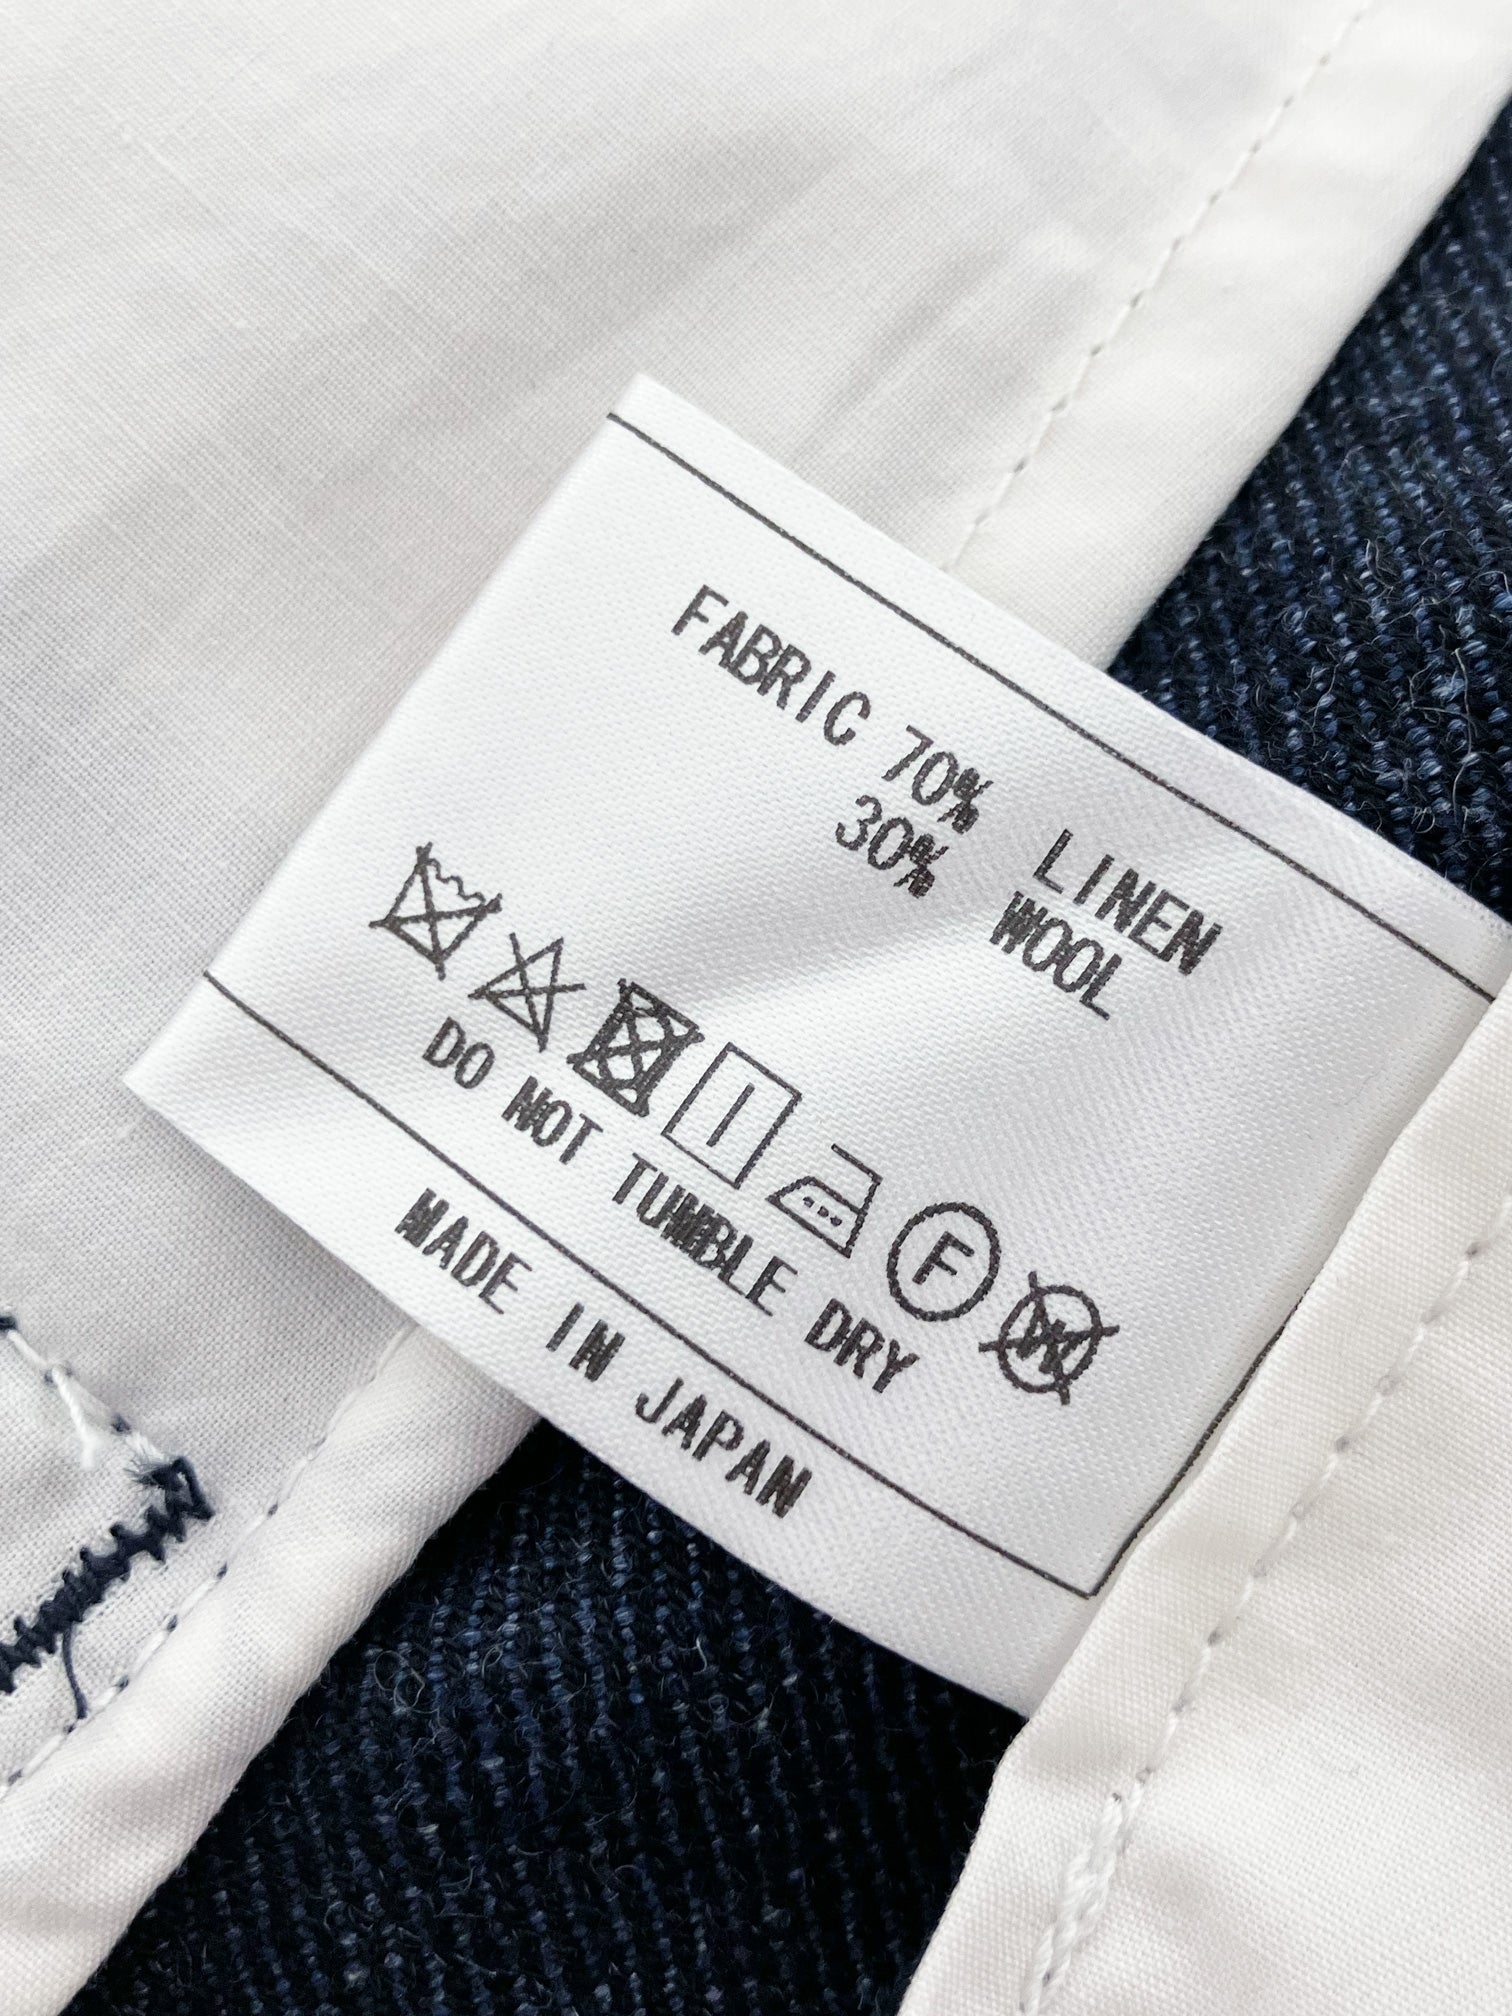 FABRIC 70% LINEN
30% WOOL
F W
DO NOT TUMBLE DRY
MADE IN JAPAN